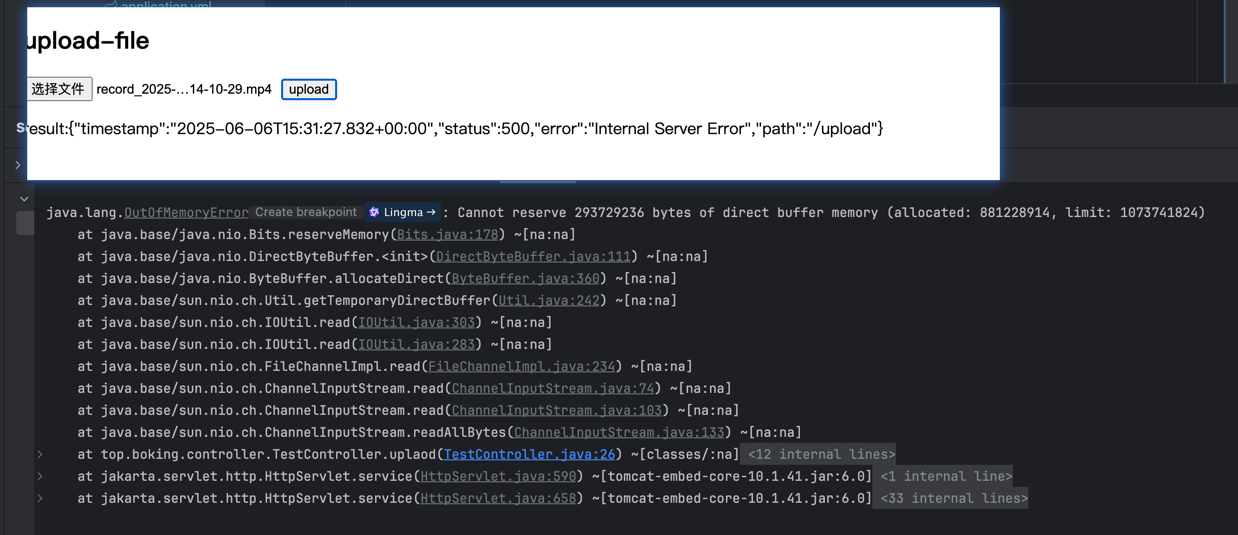 application.yml
upload-file
选择文件 record_2025-...14-10-29.mp4 upload
result:{"timestamp":"2025-06-06T15:31:27.832+00:00","status":500,"error":"Internal Server Error","path":"/upload"}
java.lang.OutOfMemoryError Create breakpoint Lingma → : Cannot reserve 293729236 bytes of direct buffer memory (allocated: 881228914, limit: 1073741824)
at java.base/java.nio.Bits.reserveMemory(Bits.java:178) ~[na:na]
at java.base/java.nio.DirectByteBuffer.<init>(DirectByteBuffer.java:111) ~[na:na]
at java.base/java.nio.ByteBuffer.allocateDirect(ByteBuffer.java:360) ~[na:na]
at java.base/sun.nio.ch.Util.getTemporaryDirectBuffer(Util.java:242) ~[na:na]
at java.base/sun.nio.ch.IOUtil.read(IOUtil.java:303) ~[na:na]
at java.base/sun.nio.ch.IOUtil.read(IOUtil.java:283) ~[na:na]
at java.base/sun.nio.ch.FileChannelImpl.read(FileChannelImpl.java:234) ~[na:na]
at java.base/sun.nio.ch.ChannelInputStream.read(ChannelInputStream.java:74) ~[na:na]
at java.base/sun.nio.ch.ChannelInputStream.read(ChannelInputStream.java:103) ~[na:na]
at java.base/sun.nio.ch.ChannelInputStream.readAllBytes(ChannelInputStream.java:133) ~[na:na]
at top.boking.controller.TestController.uplaod(TestController.java:26) ~[classes/:na] <12 internal lines>
at jakarta.servlet.http.HttpServlet.service(HttpServlet.java:590) ~[tomcat-embed-core-10.1.41.jar:6.0] <1 internal line>
at jakarta.servlet.http.HttpServlet.service(HttpServlet.java:658) ~[tomcat-embed-core-10.1.41.jar:6.0] <33 internal lines>